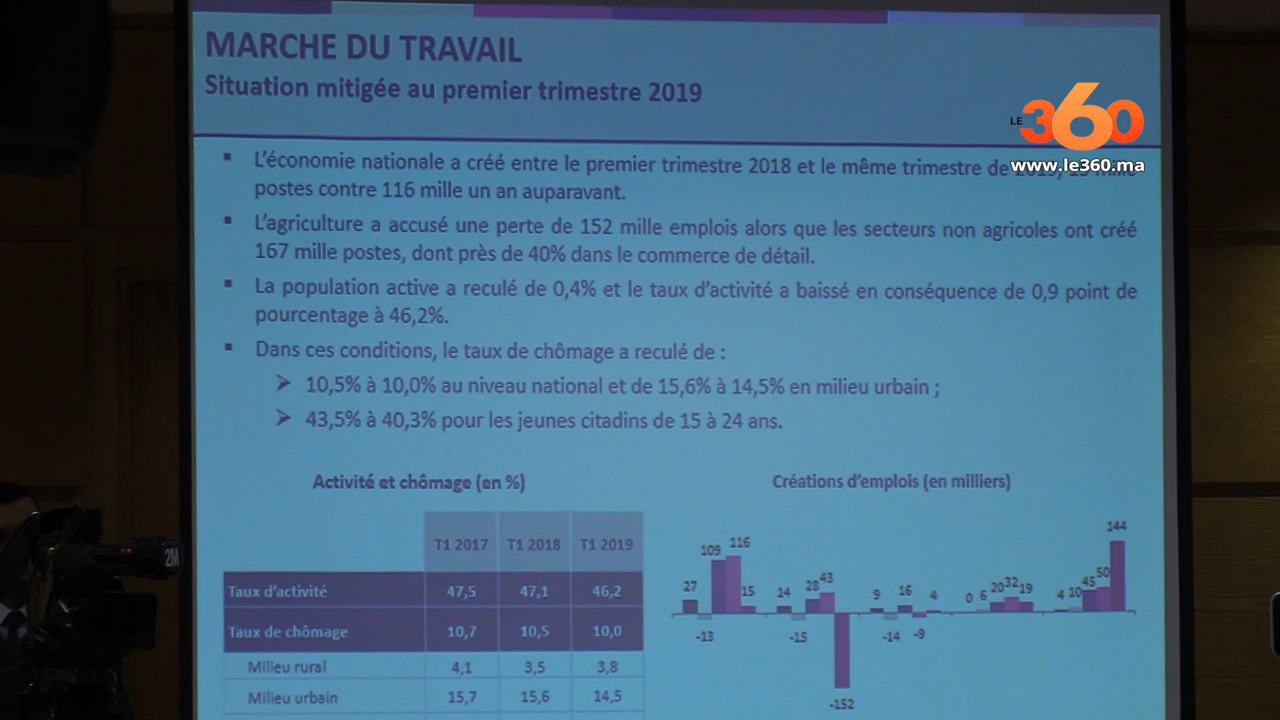 MARCHE DU TRAVAIL
Situation mitigée au premier trimestre 2019
LE 360
www.le360.ma
L'économie nationale a créé entre le premier trimestre 2018 et le même trimestre de
postes contre 116 mille un an auparavant.
L'agriculture a accusé une perte de 152 mille emplois alors que les secteurs non agricoles ont créé
167 mille postes, dont près de 40% dans le commerce de détail.
La population active a reculé de 0,4% et le taux d'activité a baissé en conséquence de 0,9 point de
pourcentage à 46,2%.
Dans ces conditions, le taux de chômage a reculé de :
10,5% à 10,0% au niveau national et de 15,6% à 14,5% en milieu urbain ;
43,5% à 40,3% pour les jeunes citadins de 15 à 24 ans.
Activité et chômage (en %)
T1 2017 T1 2018 T1 2019
Taux d'activité 47,5 47,1 46,2
Taux de chômage 10,7 10,5 10,0
Milieu rural 4,1 3,5 3,8
Milieu urbain 15,7 15,6 14,5
Créations d'emplois (en milliers)
27 -13 109 116 15
14 -15 28 43 -152
9 -14 16 -9 4
0 6 20 32 19
4 10 45 50 144
2M